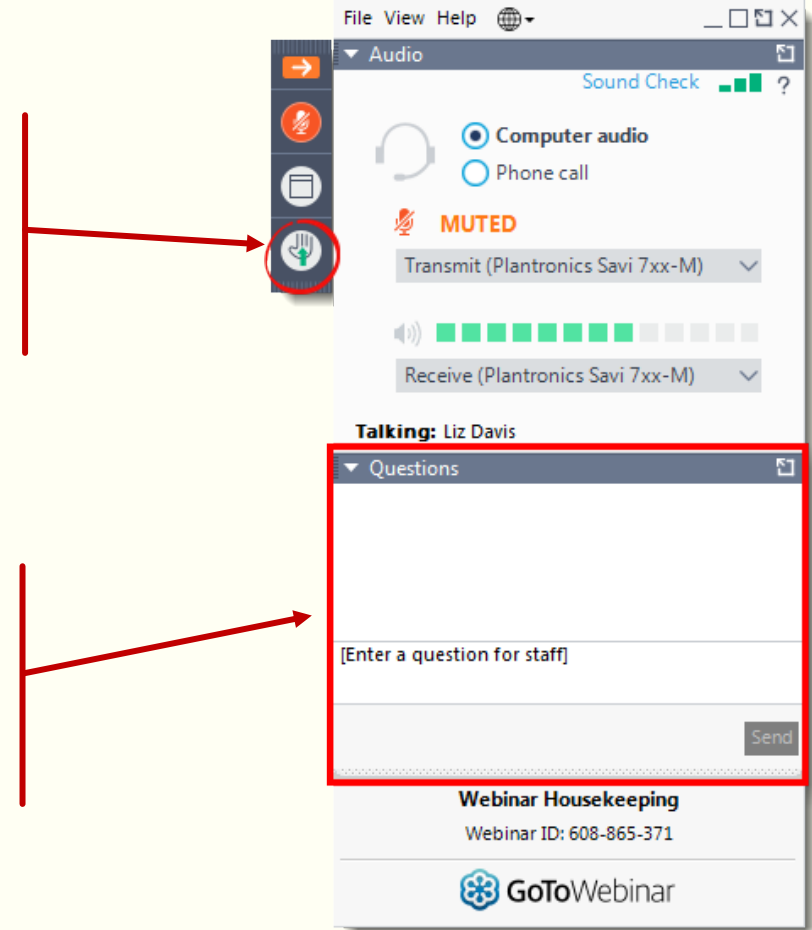 File View Help
Audio
Sound Check ?
Computer audio
Phone call
MUTED
Transmit (Plantronics Savi 7xx-M)
Receive (Plantronics Savi 7xx-M)
Talking: Liz Davis
Questions
[Enter a question for staff]
Send
Webinar Housekeeping
Webinar ID: 608-865-371
GoToWebinar